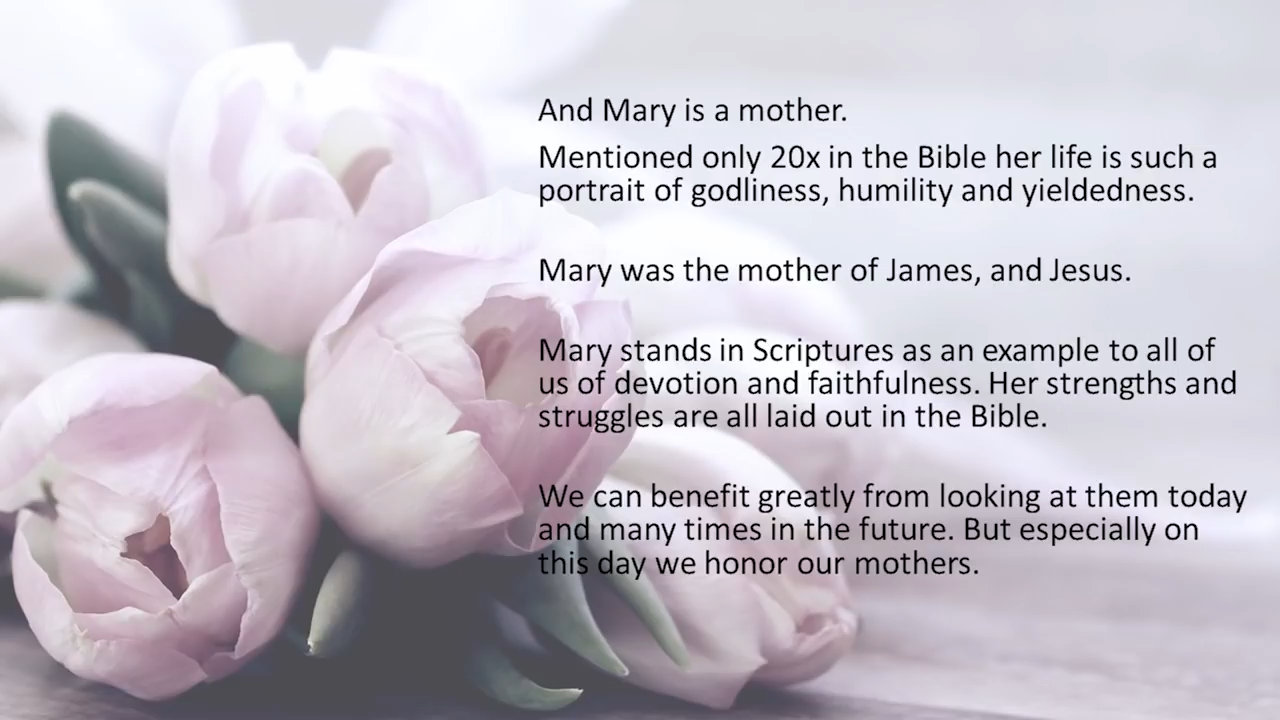 And Mary is a mother.
Mentioned only 20x in the Bible her life is such a
portrait of godliness, humility and yieldedness.
Mary was the mother of James, and Jesus.
Mary stands in Scriptures as an example to all of
us of devotion and faithfulness. Her strengths and
struggles are all laid out in the Bible.
We can benefit greatly from looking at them today
and many times in the future. But especially on
this day we honor our mothers.